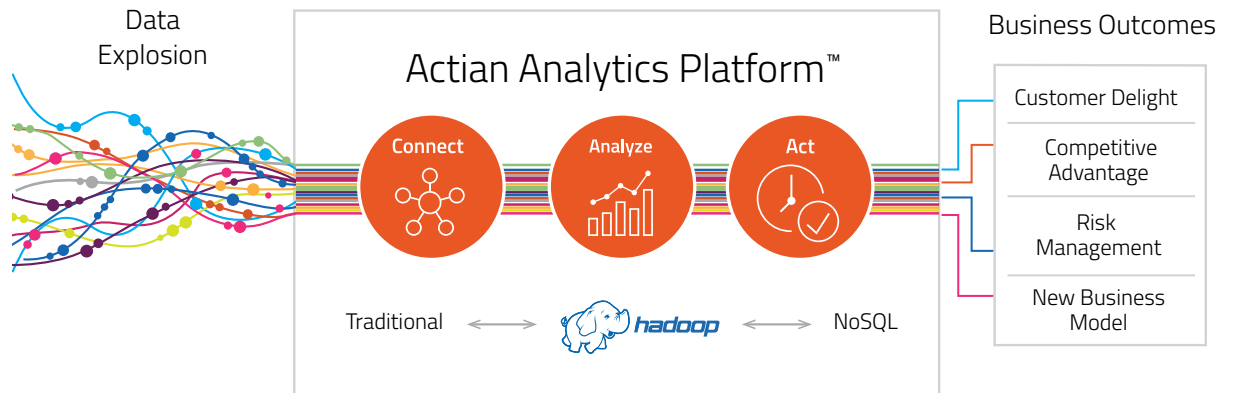 Data
Explosion
Actian Analytics Platform™
Connect
Analyze
Act
Traditional
hadoop
NoSQL
Business Outcomes
Customer Delight
Competitive
Advantage
Risk
Management
New Business
Model